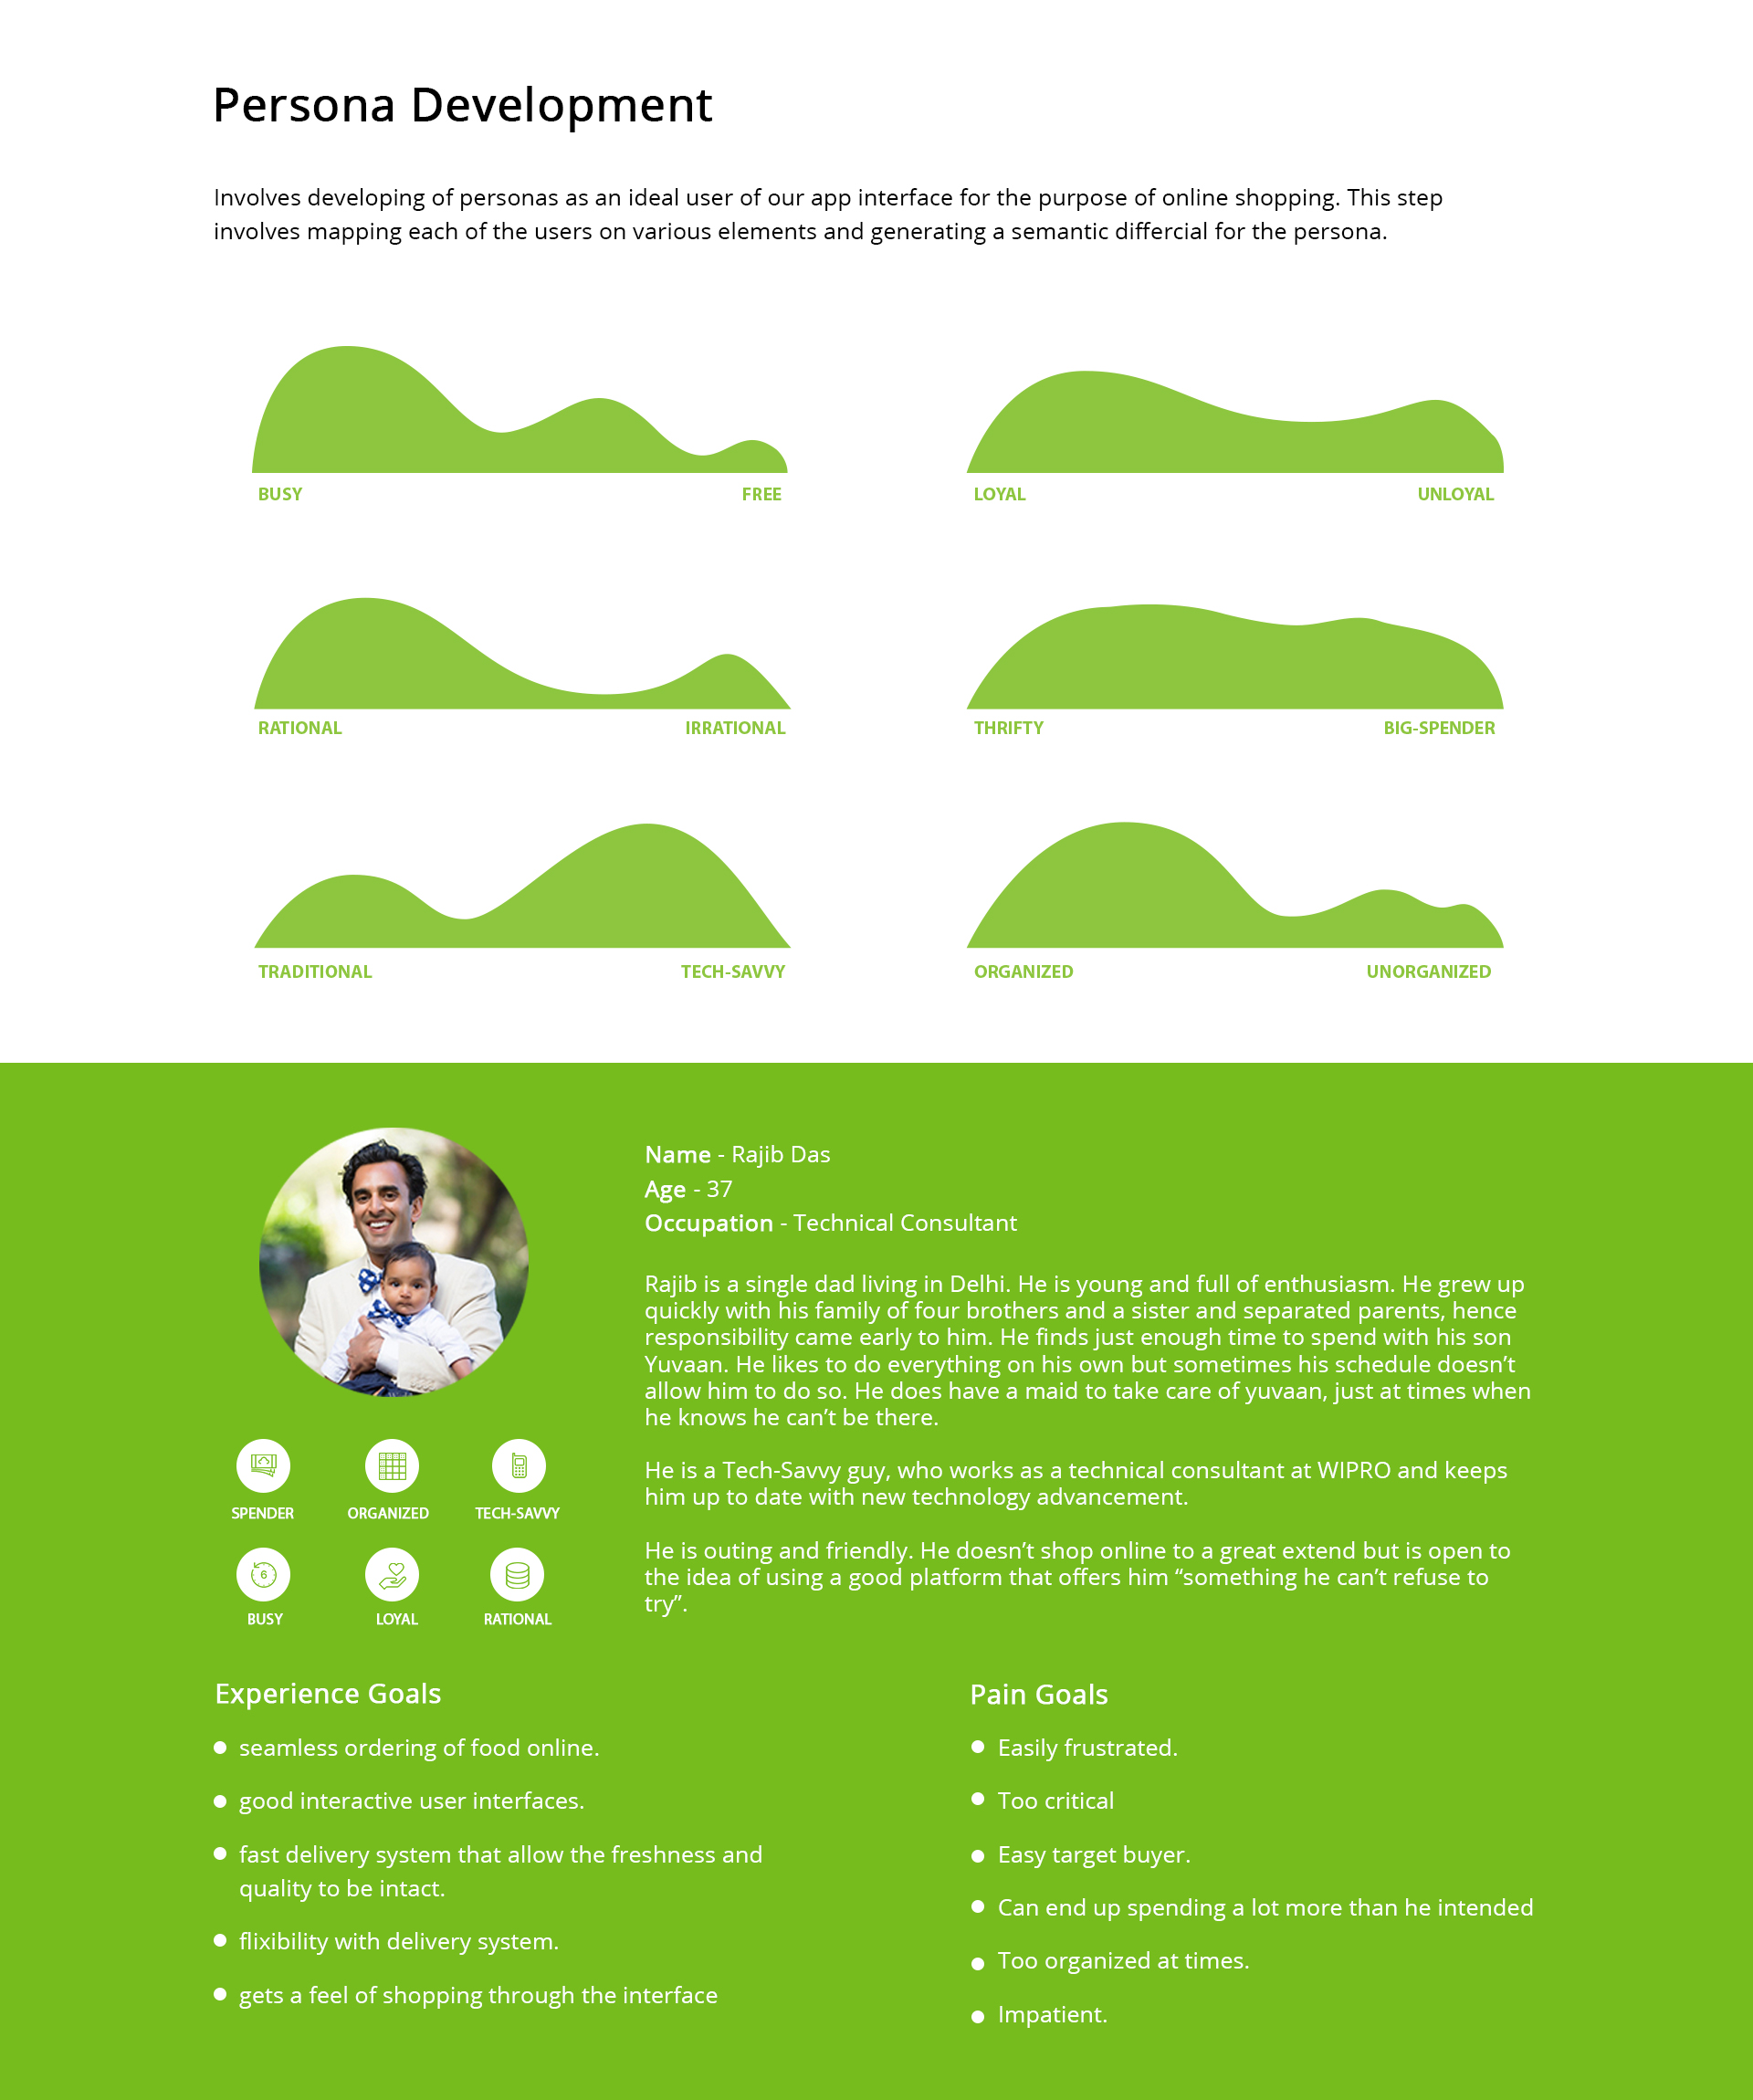 Persona Development
Involves developing of personas as an ideal user of our app interface for the purpose of online shopping. This step
involves mapping each of the users on various elements and generating a semantic differcial for the persona.
BUSY FREE
LOYAL UNLOYAL
RATIONAL IRRATIONAL
THRIFTY BIG-SPENDER
TRADITIONAL TECH-SAVVY
ORGANIZED UNORGANIZED
Name - Rajib Das
Age - 37
Occupation - Technical Consultant
Rajib is a single dad living in Delhi. He is young and full of enthusiasm. He grew up
quickly with his family of four brothers and a sister and separated parents, hence
responsibility came early to him. He finds just enough time to spend with his son
Yuvaan. He likes to do everything on his own but sometimes his schedule doesn’t
allow him to do so. He does have a maid to take care of yuvaan, just at times when
he knows he can’t be there.
He is a Tech-Savvy guy, who works as a technical consultant at WIPRO and keeps
him up to date with new technology advancement.
He is outing and friendly. He doesn’t shop online to a great extend but is open to
the idea of using a good platform that offers him “something he can’t refuse to
try”.
SPENDER ORGANIZED TECH-SAVVY
6
BUSY LOYAL RATIONAL
Experience Goals
seamless ordering of food online.
good interactive user interfaces.
fast delivery system that allow the freshness and
quality to be intact.
flixibility with delivery system.
gets a feel of shopping through the interface
Pain Goals
Easily frustrated.
Too critical
Easy target buyer.
Can end up spending a lot more than he intended
Too organized at times.
Impatient.